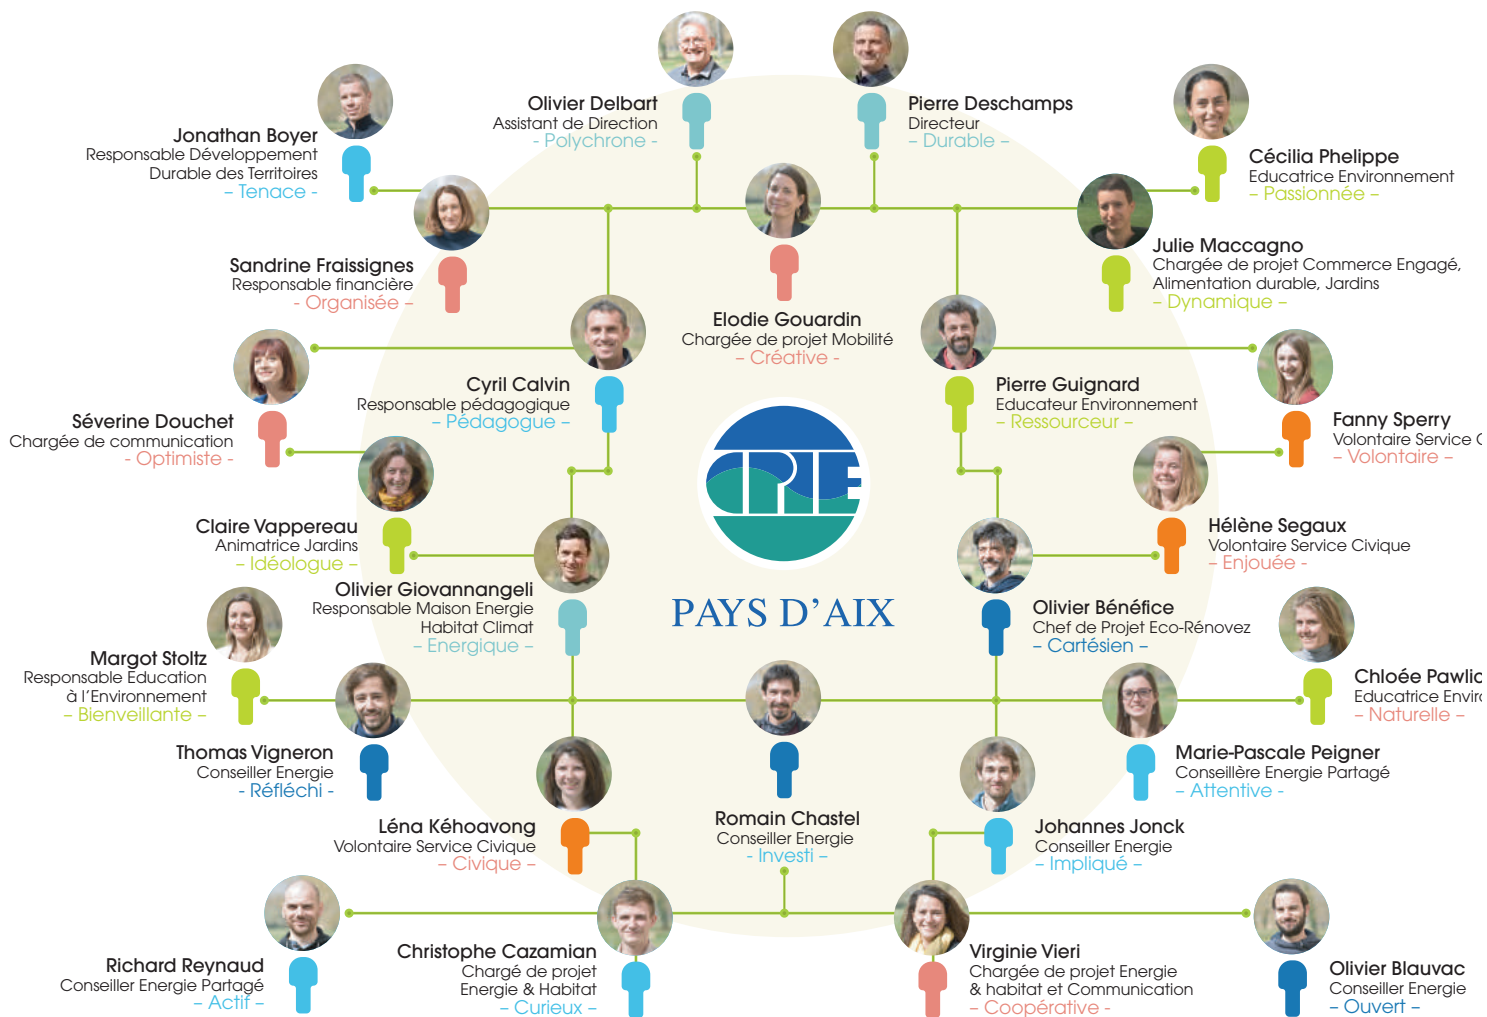 Olivier Delbart
Assistant de Direction
- Polychrone -
Pierre Deschamps
Directeur
– Durable –
Jonathan Boyer
Responsable Développement
Durable des Territoires
– Tenace -
Cécilia Phelippe
Educatrice Environnement
– Passionnée –
Sandrine Fraissignes
Responsable financière
- Organisée –
Elodie Gouardin
Chargée de projet Mobilité
– Créative -
Julie Maccagno
Chargée de projet Commerce Engagé,
Alimentation durable, Jardins
– Dynamique –
Séverine Douchet
Chargée de communication
- Optimiste -
Cyril Calvin
Responsable pédagogique
– Pédagogue –
Pierre Guignard
Educateur Environnement
– Ressourceur –
Fanny Sperry
Volontaire Service
– Volontaire –
CPIE
PAYS D'AIX
Claire Vappereau
Animatrice Jardins
– Idéologue –
Hélène Segaux
Volontaire Service Civique
– Enjouée -
Olivier Giovannangeli
Responsable Maison Energie
Habitat Climat
– Energique –
Olivier Bénéfice
Chef de Projet Eco-Rénovez
– Cartésien –
Margot Stoltz
Responsable Education
à l'Environnement
– Bienveillante –
Chloée
Educatrice
– Naturelle –
Thomas Vigneron
Conseiller Energie
- Réfléchi -
Romain Chastel
Conseiller Energie
- Investi –
Marie-Pascale Peigner
Conseillère Energie Partagé
– Attentive -
Léna Kéhoavong
Volontaire Service Civique
– Civique –
Johannes Jonck
Conseiller Energie
– Impliqué –
Richard Reynaud
Conseiller Energie Partagé
– Actif –
Christophe Cazamian
Chargé de projet
Energie & Habitat
– Curieux –
Virginie Vieri
Chargée de projet Energie
& habitat et Communication
– Coopérative -
Olivier Blauvac
Conseiller Energie
– Ouvert –